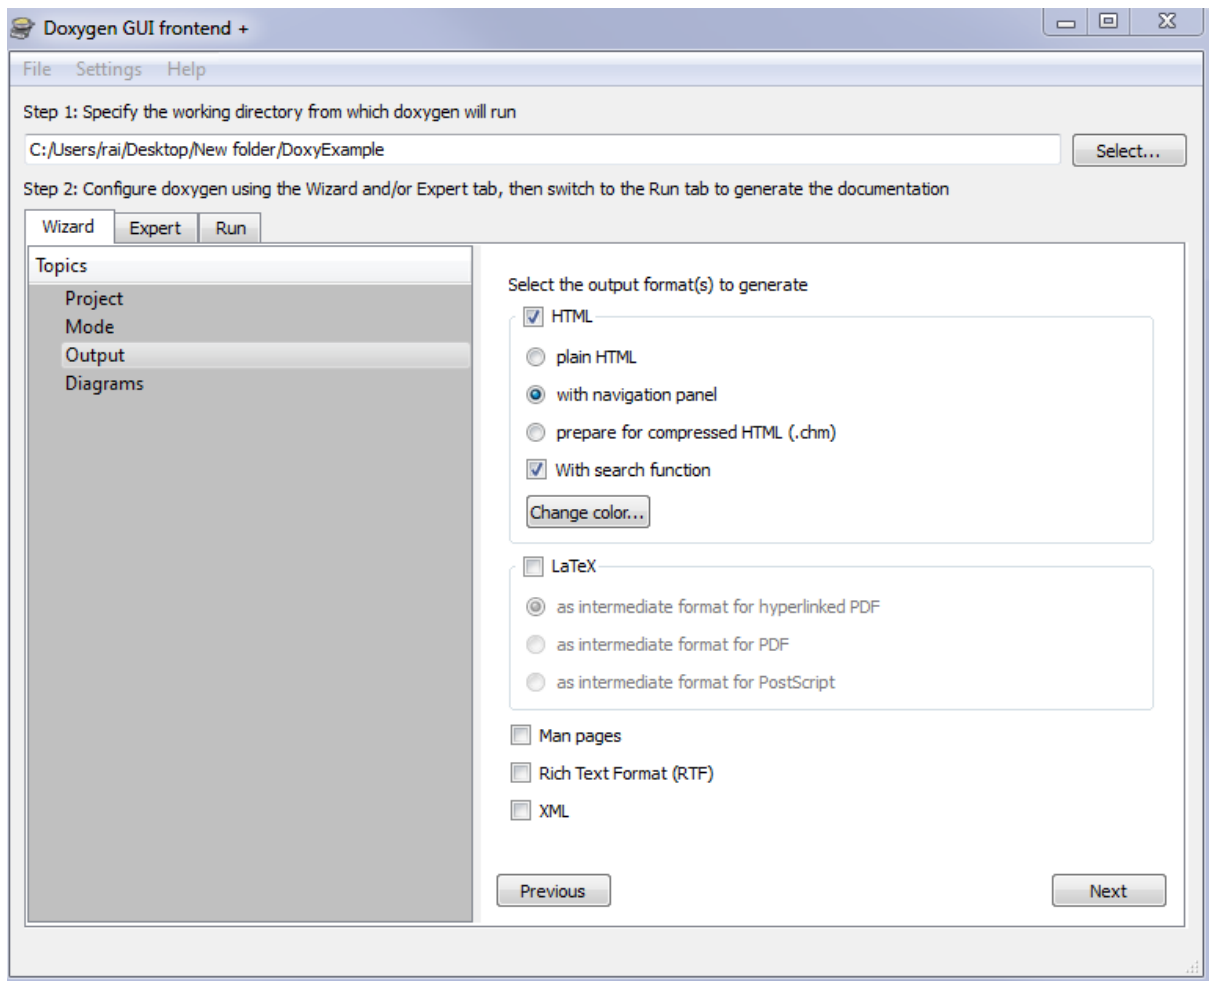 Doxygen GUI frontend +
File Settings Help
Step 1: Specify the working directory from which doxygen will run
C:/Users/rai/Desktop/New folder/DoxyExample
Select...
Step 2: Configure doxygen using the Wizard and/or Expert tab, then switch to the Run tab to generate the documentation
Wizard Expert Run
Topics
Project
Mode
Output
Diagrams
Select the output format(s) to generate
HTML
plain HTML
with navigation panel
prepare for compressed HTML (.chm)
With search function
Change color...
LaTeX
as intermediate format for hyperlinked PDF
as intermediate format for PDF
as intermediate format for PostScript
Man pages
Rich Text Format (RTF)
XML
Previous
Next